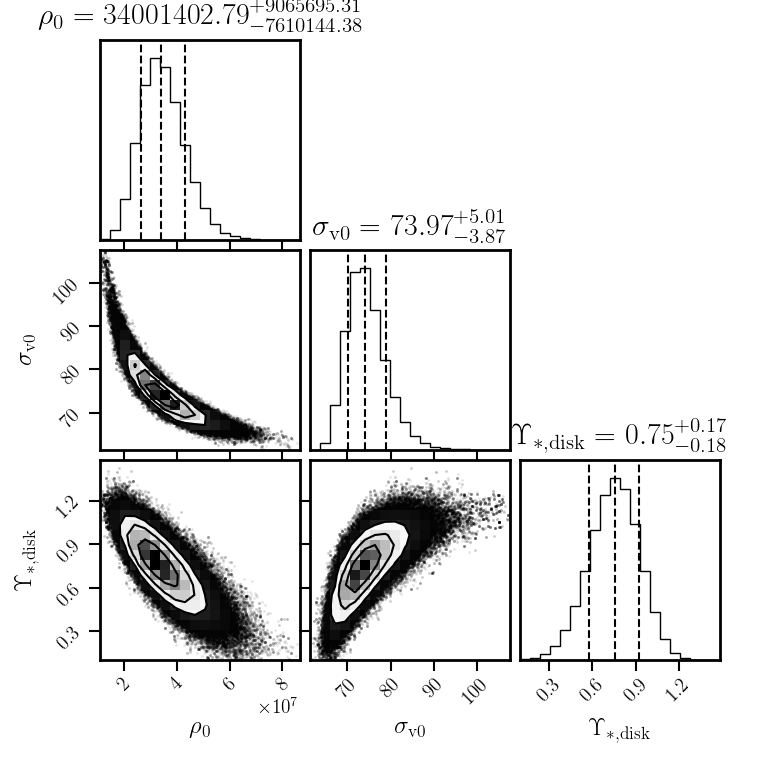 ρ₀ = 34001402.79 +9065695.31 −7610144.38
σᵥ₀ = 73.97 +5.01 −3.87
100
90
80
70
σᵥ₀
ϒ*,disk = 0.75 +0.17 −0.18
1.2
0.9
0.6
0.3
ϒ*,disk
2 4 6 8
×10⁷
ρ₀
70 80 90 100
σᵥ₀
0.3 0.6 0.9 1.2
ϒ*,disk